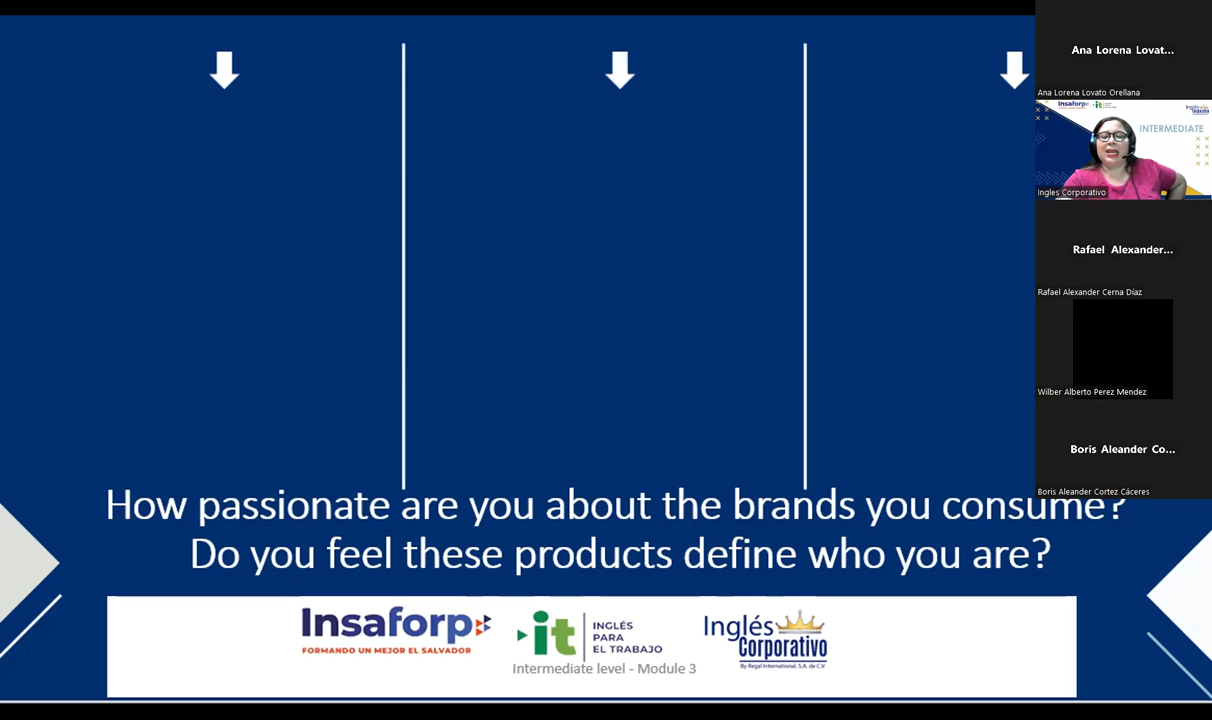 Ana Lorena Lovat...
Ana Lorena Lovato Orellana
Insaforp
it
Inglés
INTERMEDIATE
Ingles Corporativo
Rafael Alexander...
Rafael Alexander Cerna Díaz
Wilber Alberto Perez Mendez
Boris Aleander Co...
Boris Aleander Cortez Cáceres
How passionate are you about the brands you consume?
Do you feel these products define who you are?
Insaforp
FORMANDO UN MEJOR EL SALVADOR
it
INGLÉS
PARA
EL TRABAJO
Inglés
Corporativo
By Regal International, S.A. de C.V.
Intermediate level - Module 3